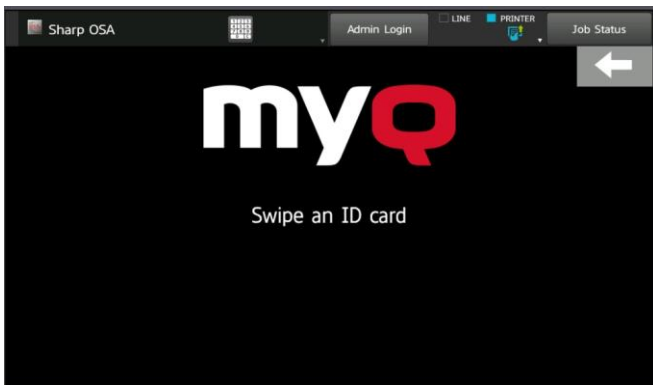 Sharp OSA
Admin Login
LINE
PRINTER
Job Status
myQ
Swipe an ID card